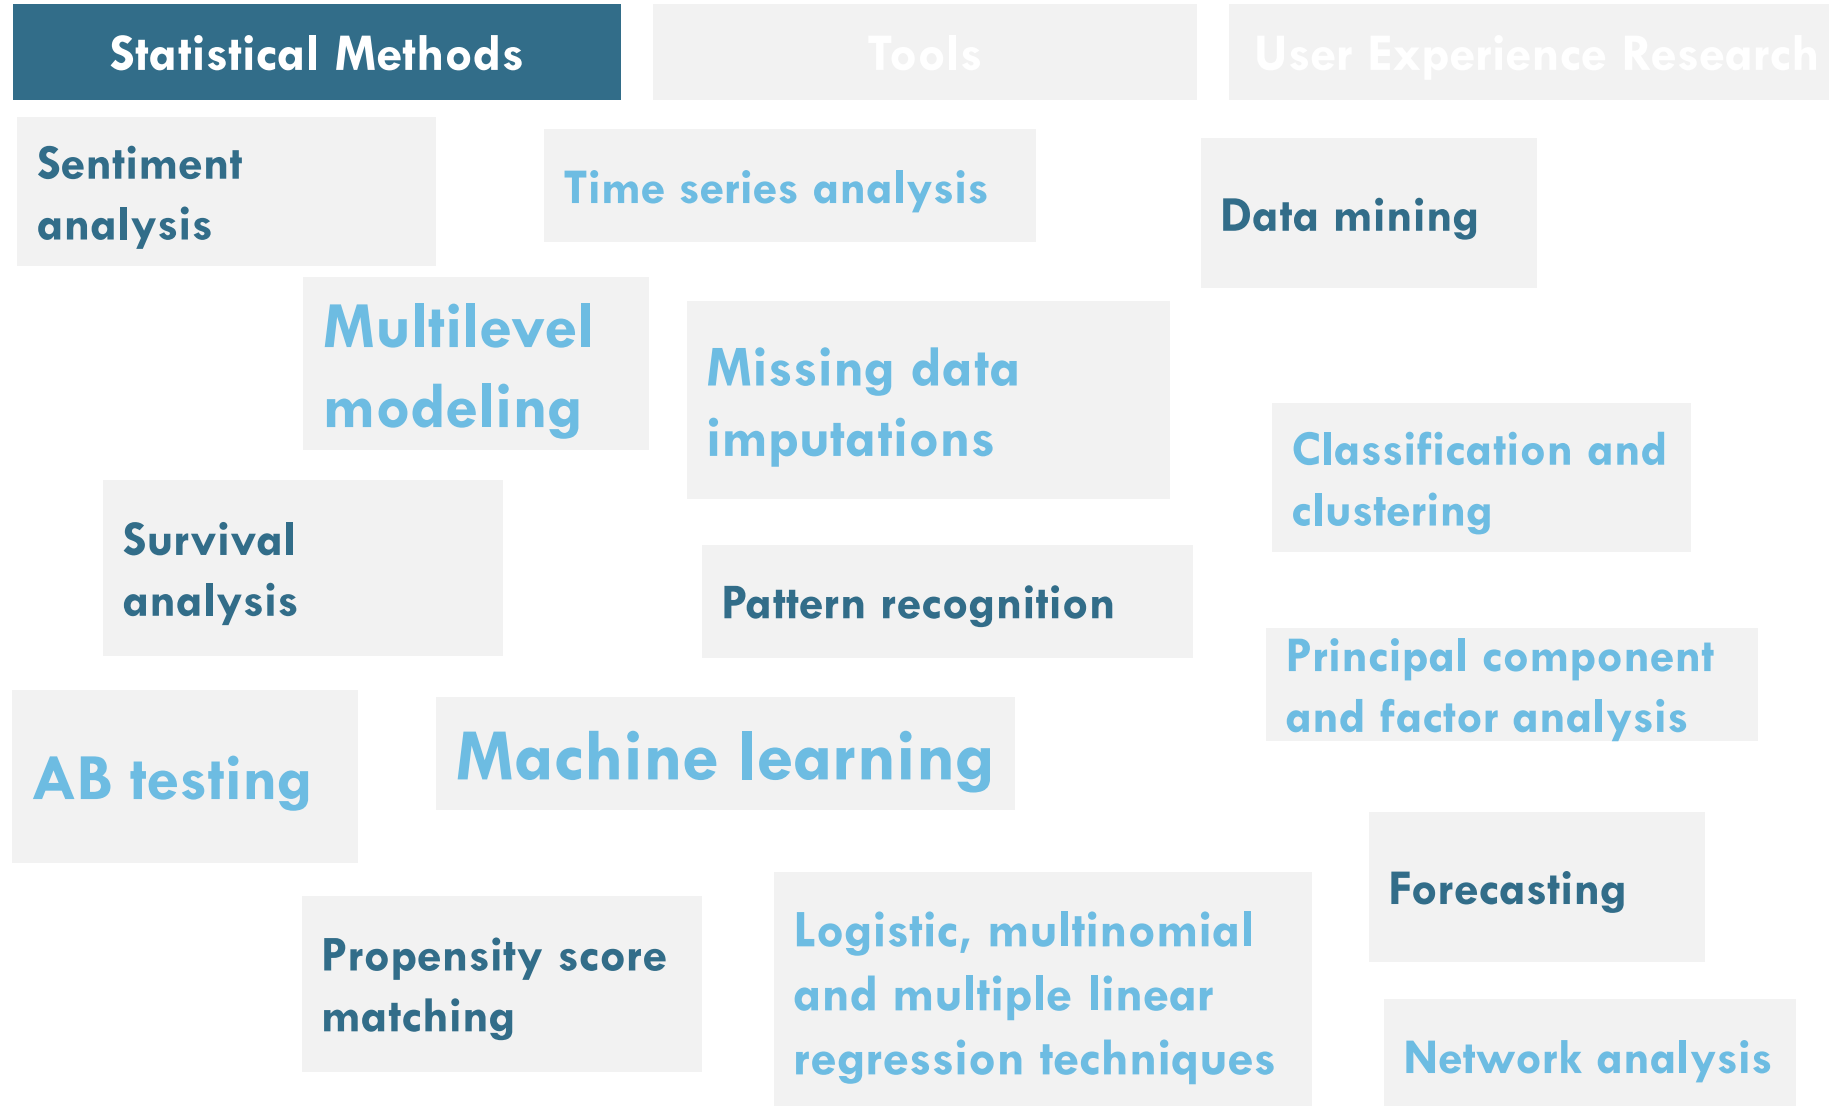 Statistical Methods
Tools
User Experience Research
Sentiment
analysis
Time series analysis
Data mining
Multilevel
modeling
Missing data
imputations
Classification and
clustering
Survival
analysis
Pattern recognition
Principal component
and factor analysis
AB testing
Machine learning
Forecasting
Propensity score
matching
Logistic, multinomial
and multiple linear
regression techniques
Network analysis